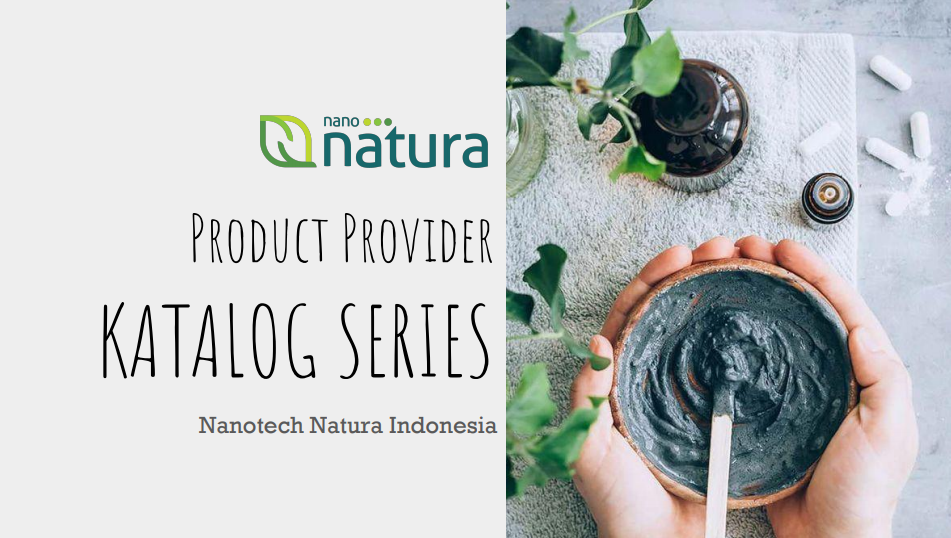 nano
natura
PRODUCT PROVIDER
KATALOG SERIES
Nanotech Natura Indonesia